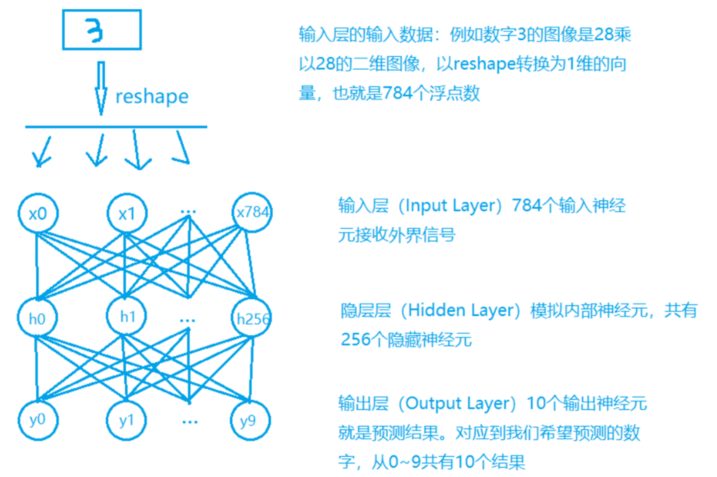 3
输入层的输入数据：例如数字3的图像是28乘
以28的二维图像，以reshape转换为1维的向
量，也就是784个浮点数
reshape
x0 x1 ... x784
输入层（Input Layer）784个输入神经
元接收外界信号
h0 h1 ... h256
隐层层（Hidden Layer）模拟内部神经元，共有
256个隐藏神经元
y0 y1 ... y9
输出层（Output Layer）10个输出神经元
就是预测结果。对应到我们希望预测的数
字，从0~9共有10个结果